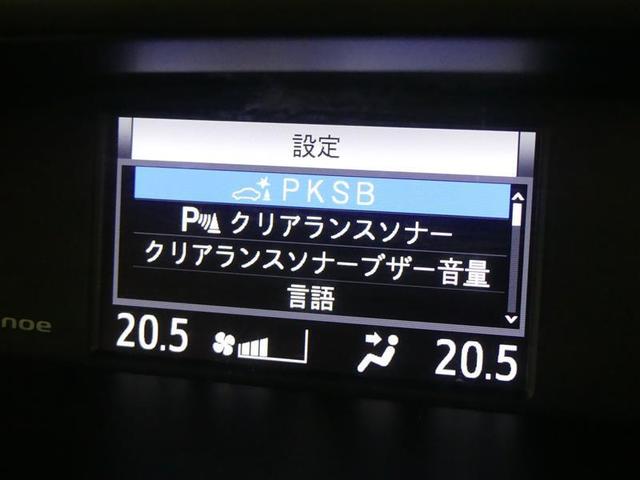 設定
PKSB
P クリアランスソナー
クリアランスソナーブザー音量
言語
noe
20.5 20.5